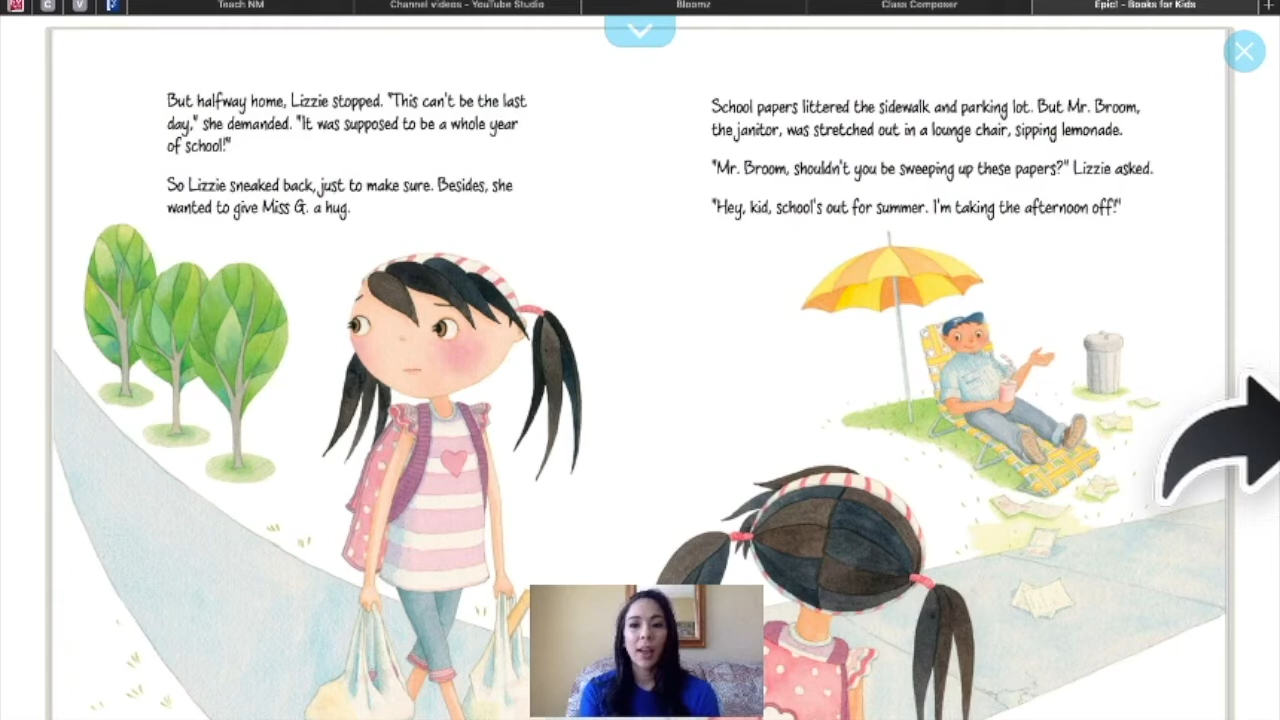 Teach NM
Channel videos - YouTube Studio
Bloomz
Class Composer
Epic! - Books for Kids
C
V
But halfway home, Lizzie stopped. "This can't be the last
day," she demanded. "It was supposed to be a whole year
of school!"
So Lizzie sneaked back, just to make sure. Besides, she
wanted to give Miss G. a hug.
School papers littered the sidewalk and parking lot. But Mr. Broom,
the janitor, was stretched out in a lounge chair, sipping lemonade.
"Mr. Broom, shouldn't you be sweeping up these papers?" Lizzie asked.
"Hey, kid, school's out for summer. I'm taking the afternoon off!"